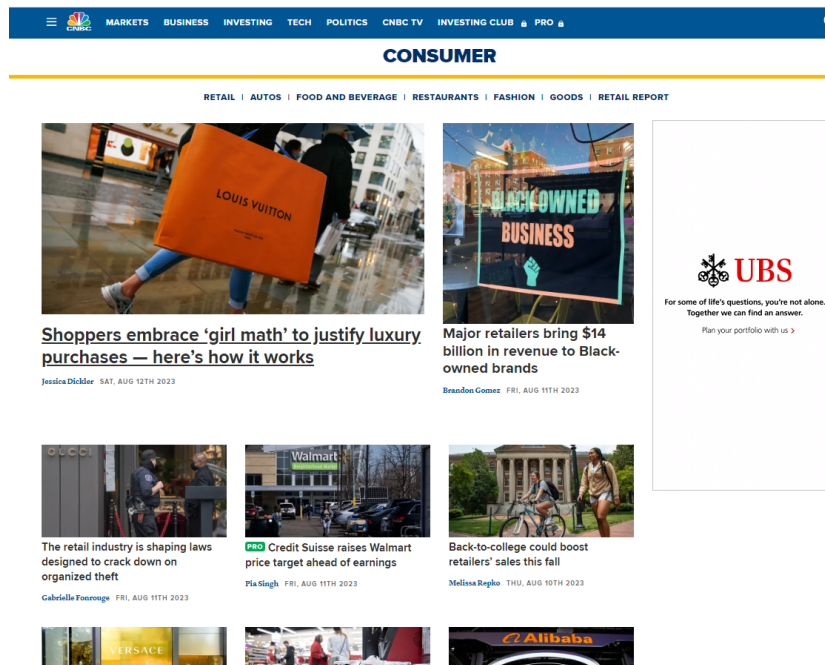 CNBC MARKETS BUSINESS INVESTING TECH POLITICS CNBC TV INVESTING CLUB PRO
CONSUMER
RETAIL | AUTOS | FOOD AND BEVERAGE | RESTAURANTS | FASHION | GOODS | RETAIL REPORT
LOUIS VUITTON
BLACK-OWNED
BUSINESS
UBS
For some of life's questions, you're not alone.
Together we can find an answer.
Plan your portfolio with us >
Shoppers embrace ‘girl math’ to justify luxury
purchases — here’s how it works
Jessica Dickler SAT, AUG 12TH 2023
Major retailers bring $14
billion in revenue to Black-
owned brands
Brandon Gomez FRI, AUG 11TH 2023
Walmart
Neighborhood Market
The retail industry is shaping laws
designed to crack down on
organized theft
Gabrielle Fonrouge FRI, AUG 11TH 2023
PRO Credit Suisse raises Walmart
price target ahead of earnings
Pia Singh FRI, AUG 11TH 2023
Back-to-college could boost
retailers’ sales this fall
Melissa Repko THU, AUG 10TH 2023
VERSACE
Alibaba